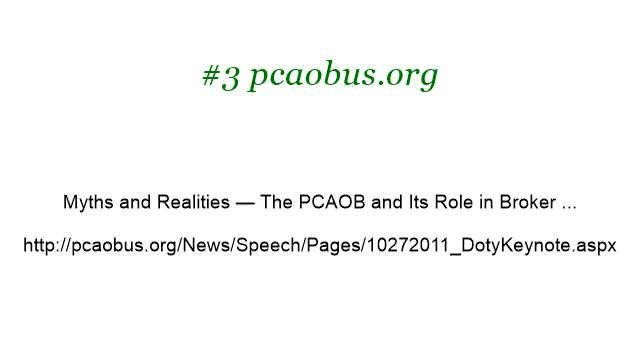 #3 pcaobus.org
Myths and Realities — The PCAOB and Its Role in Broker ...
http://pcaobus.org/News/Speech/Pages/10272011_DotyKeynote.aspx